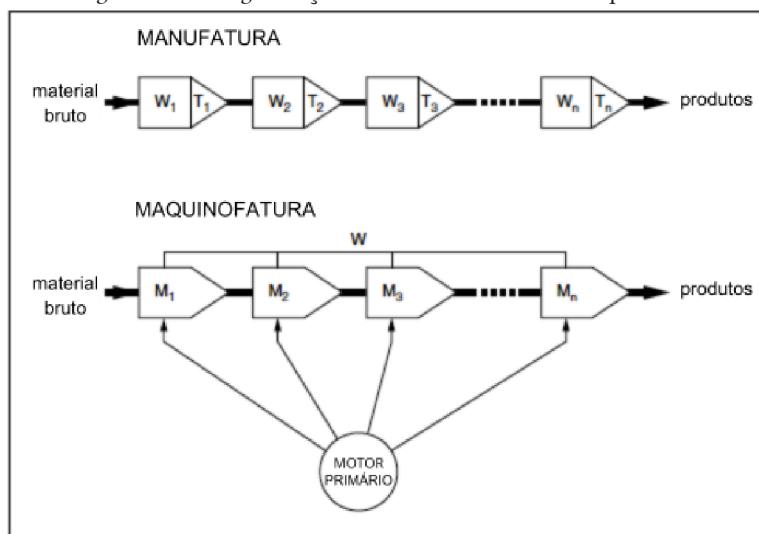 MANUFATURA
material
bruto
W₁ T₁ W₂ T₂ W₃ T₃ Wₙ Tₙ
produtos
MAQUINOFATURA
W
material
bruto
M₁ M₂ M₃ Mₙ
produtos
MOTOR
PRIMÁRIO